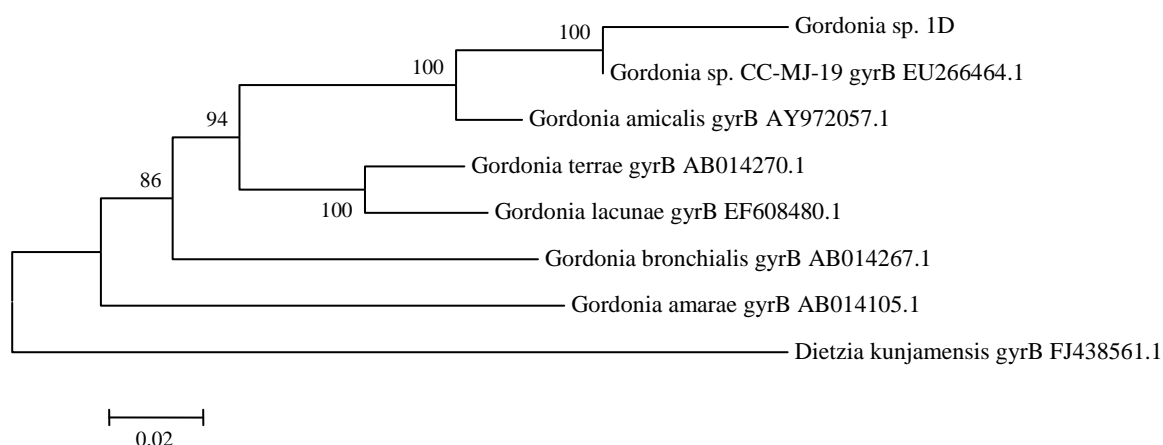 Gordonia sp. 1D
100
Gordonia sp. CC-MJ-19 gyrB EU266464.1
100
Gordonia amicalis gyrB AY972057.1
94
Gordonia terrae gyrB AB014270.1
86
100
Gordonia lacunae gyrB EF608480.1
Gordonia bronchialis gyrB AB014267.1
Gordonia amarae gyrB AB014105.1
Dietzia kunjamensis gyrB FJ438561.1
0.02